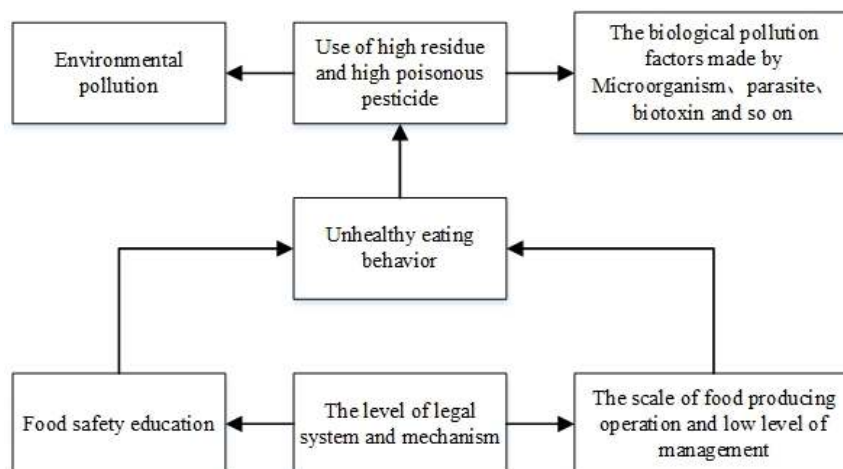 Environmental
pollution
Use of high residue
and high poisonous
pesticide
The biological pollution
factors made by
Microorganism、parasite、
biotoxin and so on
Unhealthy eating
behavior
Food safety education
The level of legal
system and mechanism
The scale of food producing
operation and low level of
management